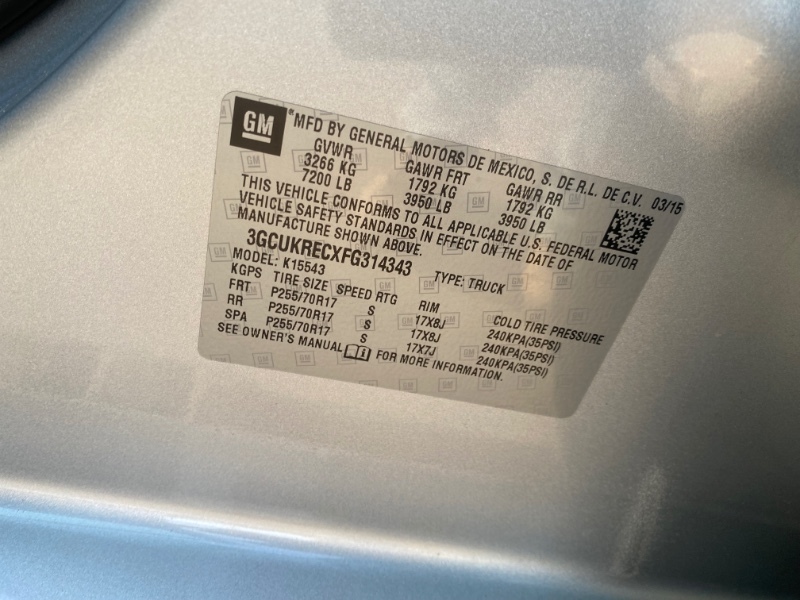 GM ®MFD BY GENERAL MOTORS DE MEXICO, S. DE R.L. DE C.V. 03/15
GVWR GAWR FRT GAWR RR
3266 KG 1792 KG 1792 KG
7200 LB 3950 LB 3950 LB
THIS VEHICLE CONFORMS TO ALL APPLICABLE U.S. FEDERAL MOTOR
VEHICLE SAFETY STANDARDS IN EFFECT ON THE DATE OF
MANUFACTURE SHOWN ABOVE.
3GCUKRECXFG314343 TYPE: TRUCK
MODEL: K15543
KGPS TIRE SIZE SPEED RTG RIM COLD TIRE PRESSURE
FRT P255/70R17 S 17X8J 240KPA(35PSI)
RR P255/70R17 S 17X8J 240KPA(35PSI)
SPA P255/70R17 S 17X7J 240KPA(35PSI)
SEE OWNER'S MANUAL FOR MORE INFORMATION.